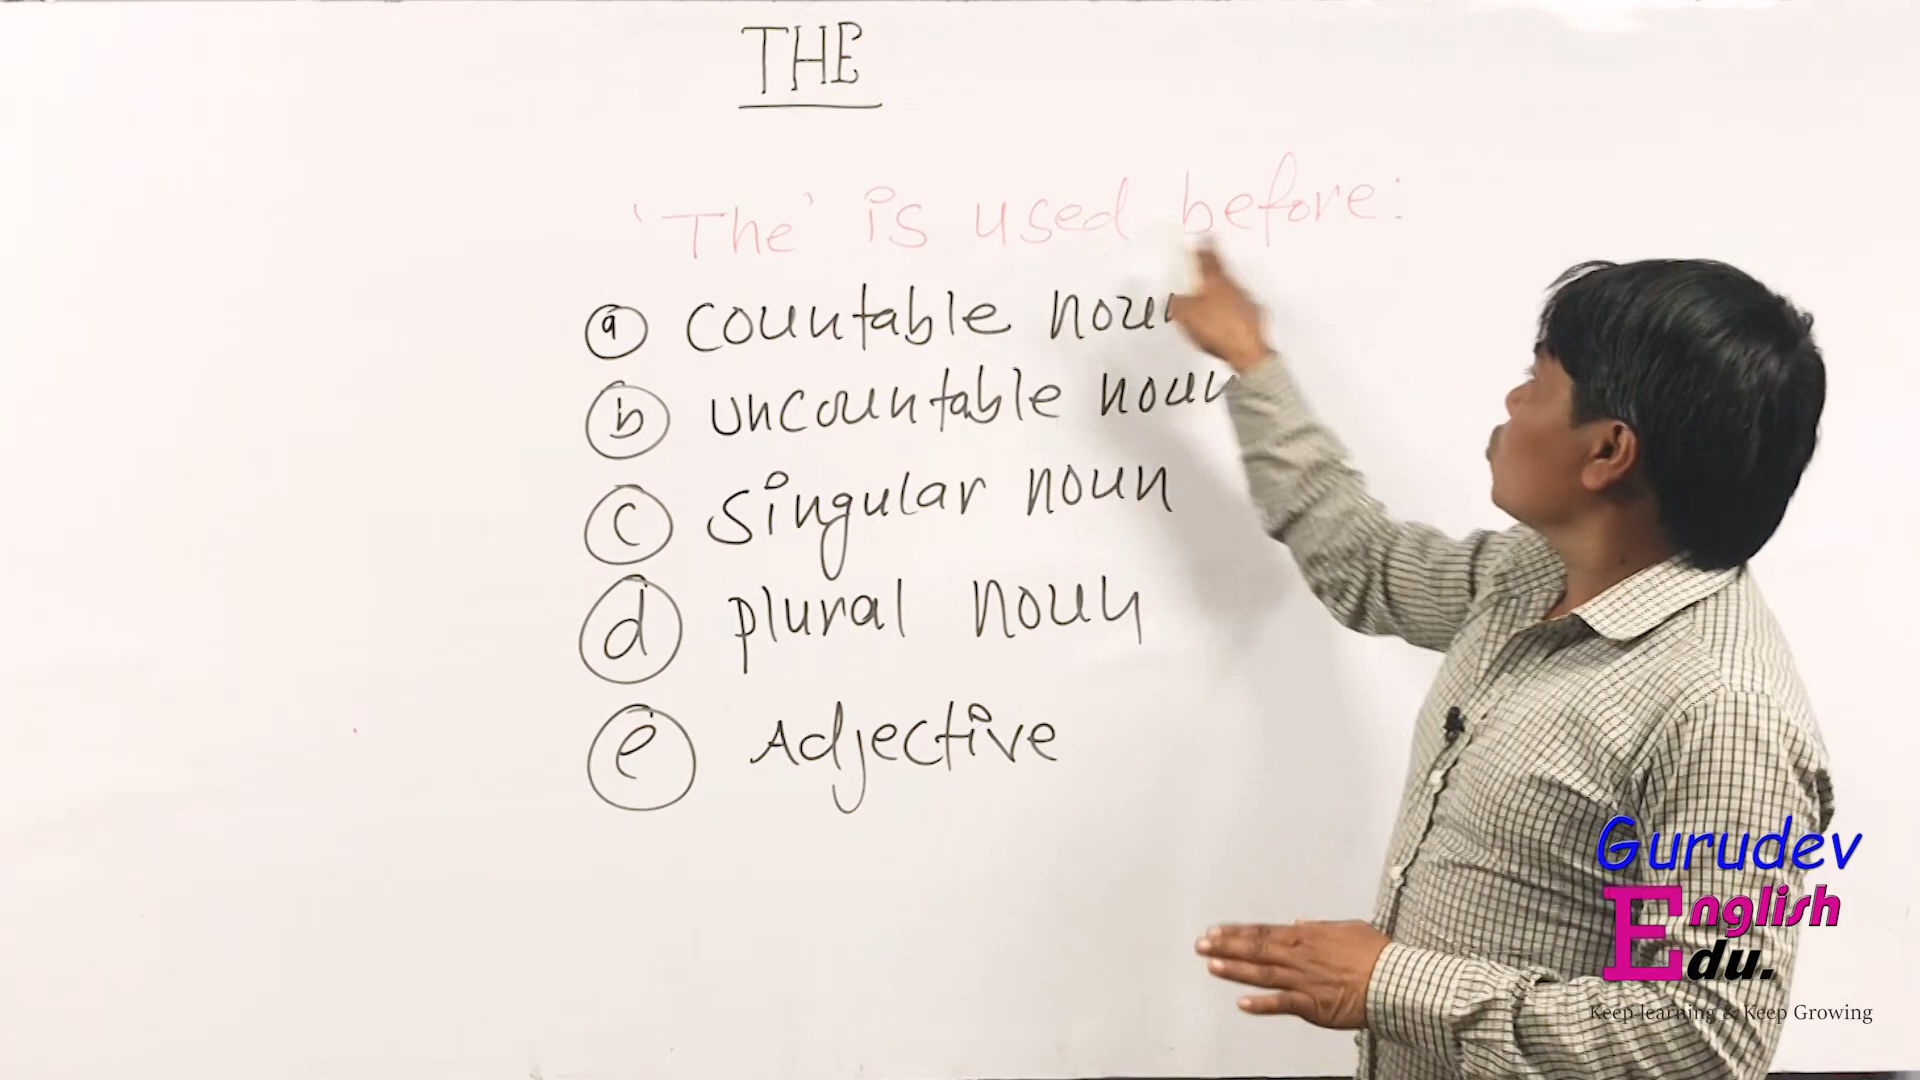 THE
'The' is used before:
a countable noun
b uncountable noun
c singular noun
d plural noun
e Adjective
Gurudev
English
Edu.
Keep learning & Keep Growing